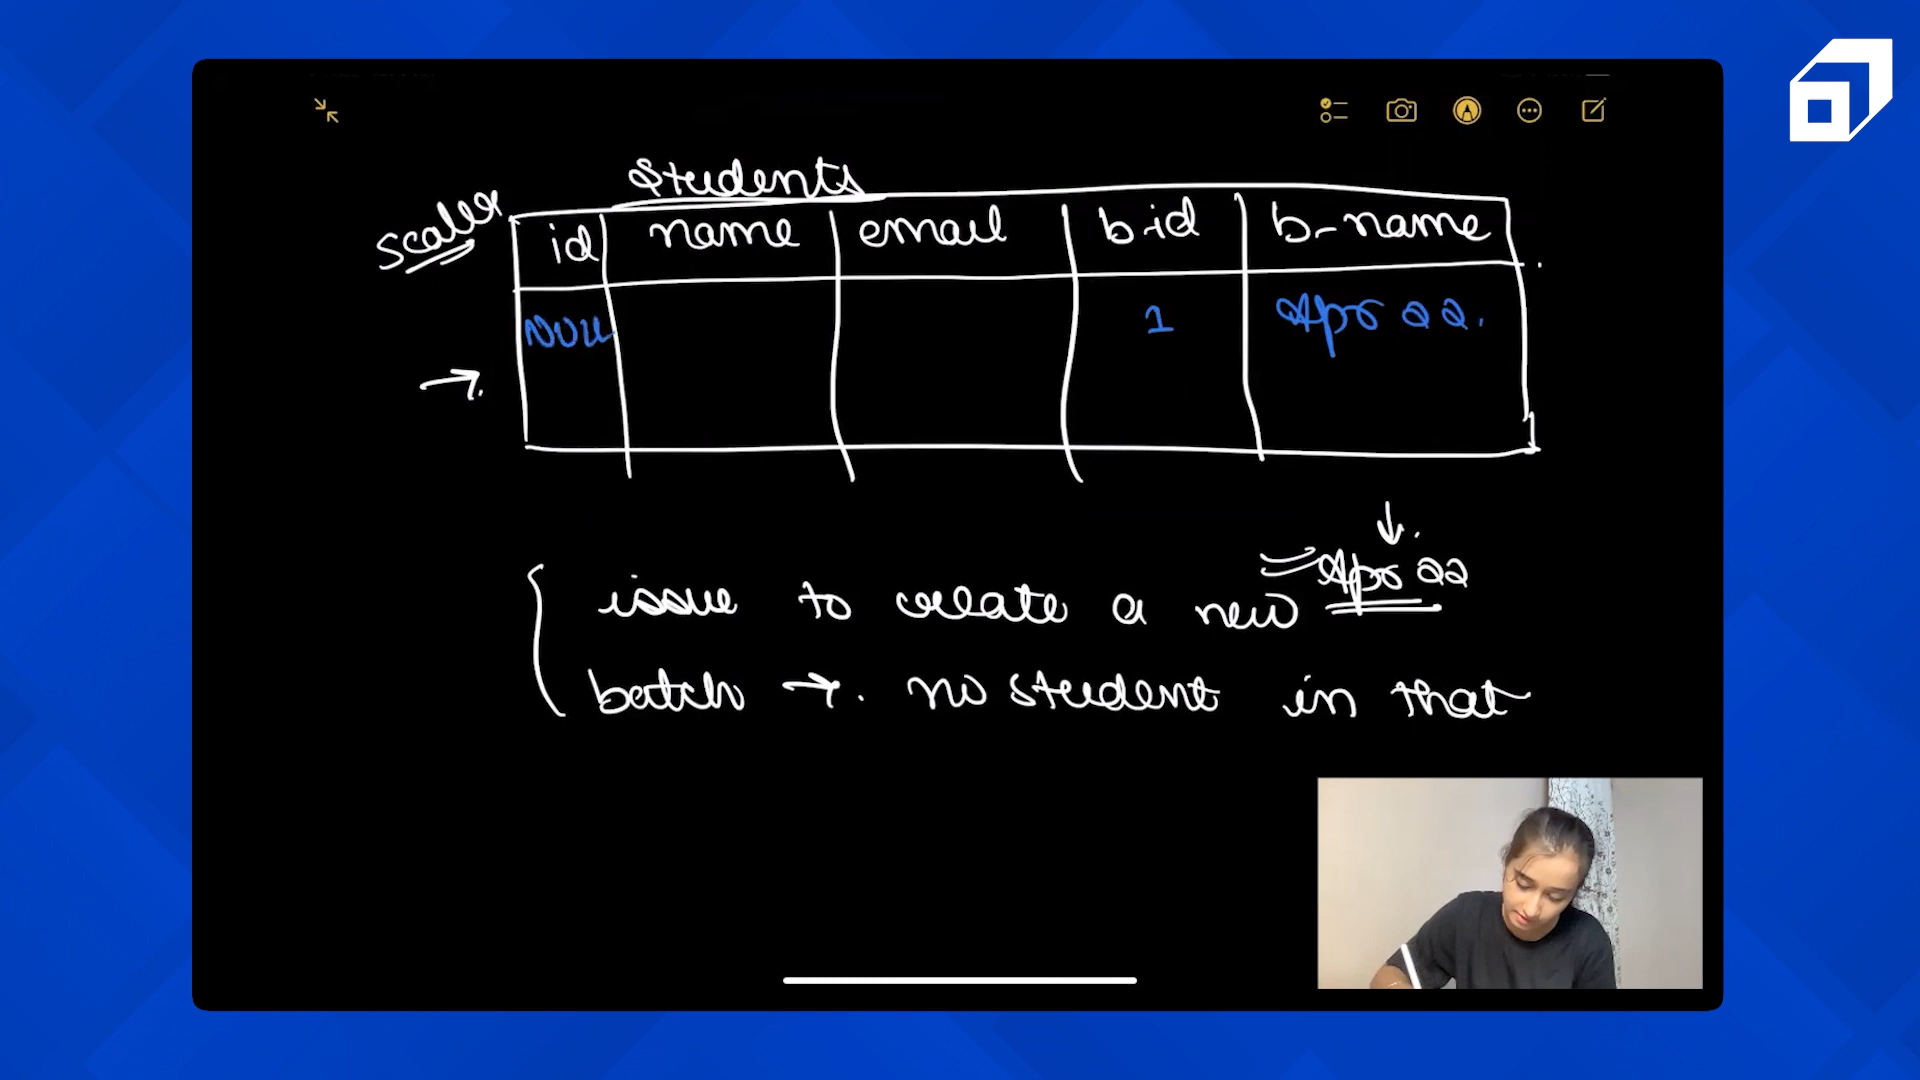 Students
Scaler
id name email b-id b-name
NULL 1 Apr 22.
Apr 22
issue to create a new
batch → . no student in that